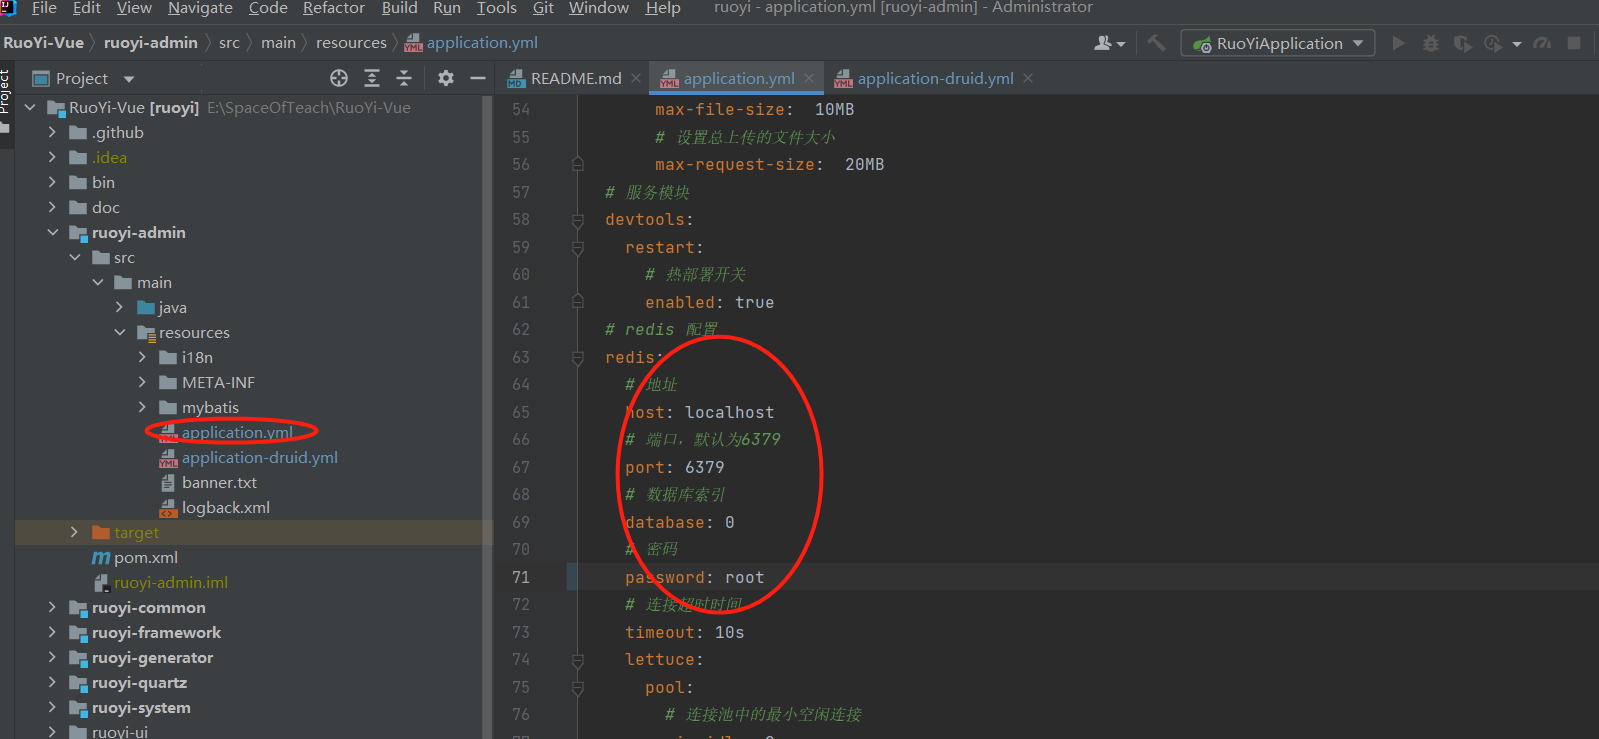 File Edit View Navigate Code Refactor Build Run Tools Git Window Help ruoyi - application.yml [ruoyi-admin] - Administrator
RuoYi-Vue ruoyi-admin src main resources application.yml RuoYiApplication
Project
Project
README.md application.yml application-druid.yml
RuoYi-Vue [ruoyi] E:\SpaceOfTeach\RuoYi-Vue
.github
.idea
bin
doc
ruoyi-admin
src
main
java
resources
i18n
META-INF
mybatis
application.yml
application-druid.yml
banner.txt
logback.xml
target
pom.xml
ruoyi-admin.iml
ruoyi-common
ruoyi-framework
ruoyi-generator
ruoyi-quartz
ruoyi-system
ruoyi-ui
54 max-file-size: 10MB
55 # 设置总上传的文件大小
56 max-request-size: 20MB
57 # 服务模块
58 devtools:
59 restart:
60 # 热部署开关
61 enabled: true
62 # redis 配置
63 redis:
64 # 地址
65 host: localhost
66 # 端口，默认为6379
67 port: 6379
68 # 数据库索引
69 database: 0
70 # 密码
71 password: root
72 # 连接超时时间
73 timeout: 10s
74 lettuce:
75 pool:
76 # 连接池中的最小空闲连接